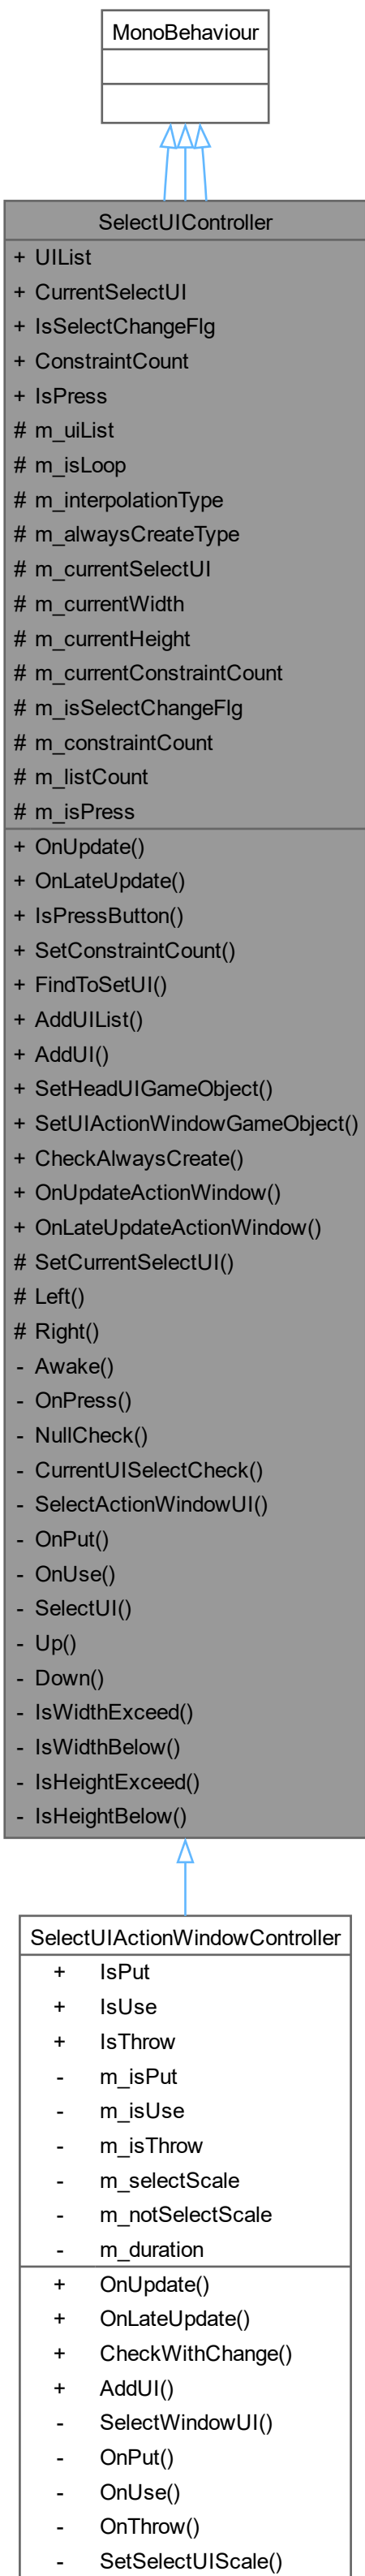 MonoBehaviour
SelectUIController
+ UIList
+ CurrentSelectUI
+ IsSelectChangeFlg
+ ConstraintCount
+ IsPress
# m_uiList
# m_isLoop
# m_interpolationType
# m_alwaysCreateType
# m_currentSelectUI
# m_currentWidth
# m_currentHeight
# m_currentConstraintCount
# m_isSelectChangeFlg
# m_constraintCount
# m_listCount
# m_isPress
+ OnUpdate()
+ OnLateUpdate()
+ IsPressButton()
+ SetConstraintCount()
+ FindToSetUI()
+ AddUIList()
+ AddUI()
+ SetHeadUIGameObject()
+ SetUIActionWindowGameObject()
+ CheckAlwaysCreate()
+ OnUpdateActionWindow()
+ OnLateUpdateActionWindow()
# SetCurrentSelectUI()
# Left()
# Right()
- Awake()
- OnPress()
- NullCheck()
- CurrentUISelectCheck()
- SelectActionWindowUI()
- OnPut()
- OnUse()
- SelectUI()
- Up()
- Down()
- IsWidthExceed()
- IsWidthBelow()
- IsHeightExceed()
- IsHeightBelow()
SelectUIActionWindowController
+ IsPut
+ IsUse
+ IsThrow
- m_isPut
- m_isUse
- m_isThrow
- m_selectScale
- m_notSelectScale
- m_duration
+ OnUpdate()
+ OnLateUpdate()
+ CheckWithChange()
+ AddUI()
- SelectWindowUI()
- OnPut()
- OnUse()
- OnThrow()
- SetSelectUIScale()